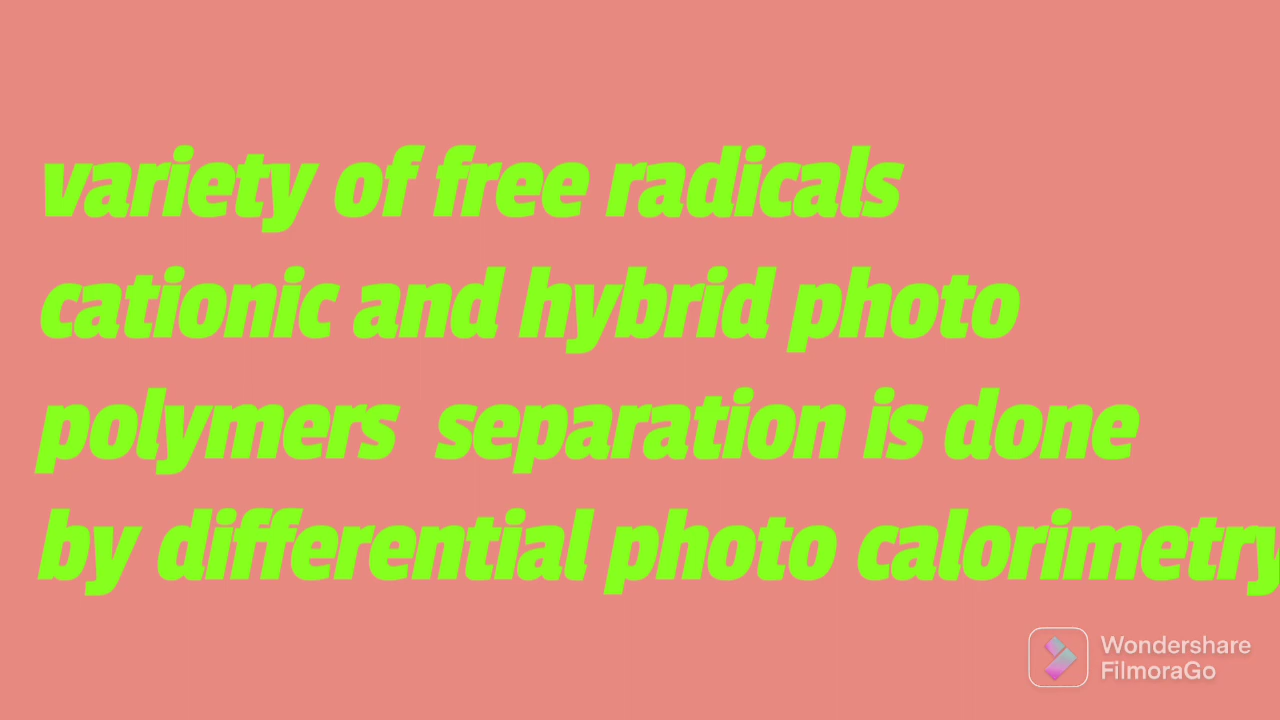 variety of free radicals
cationic and hybrid photo
polymers separation is done
by differential photo calorimetry
Wondershare
FilmoraGo